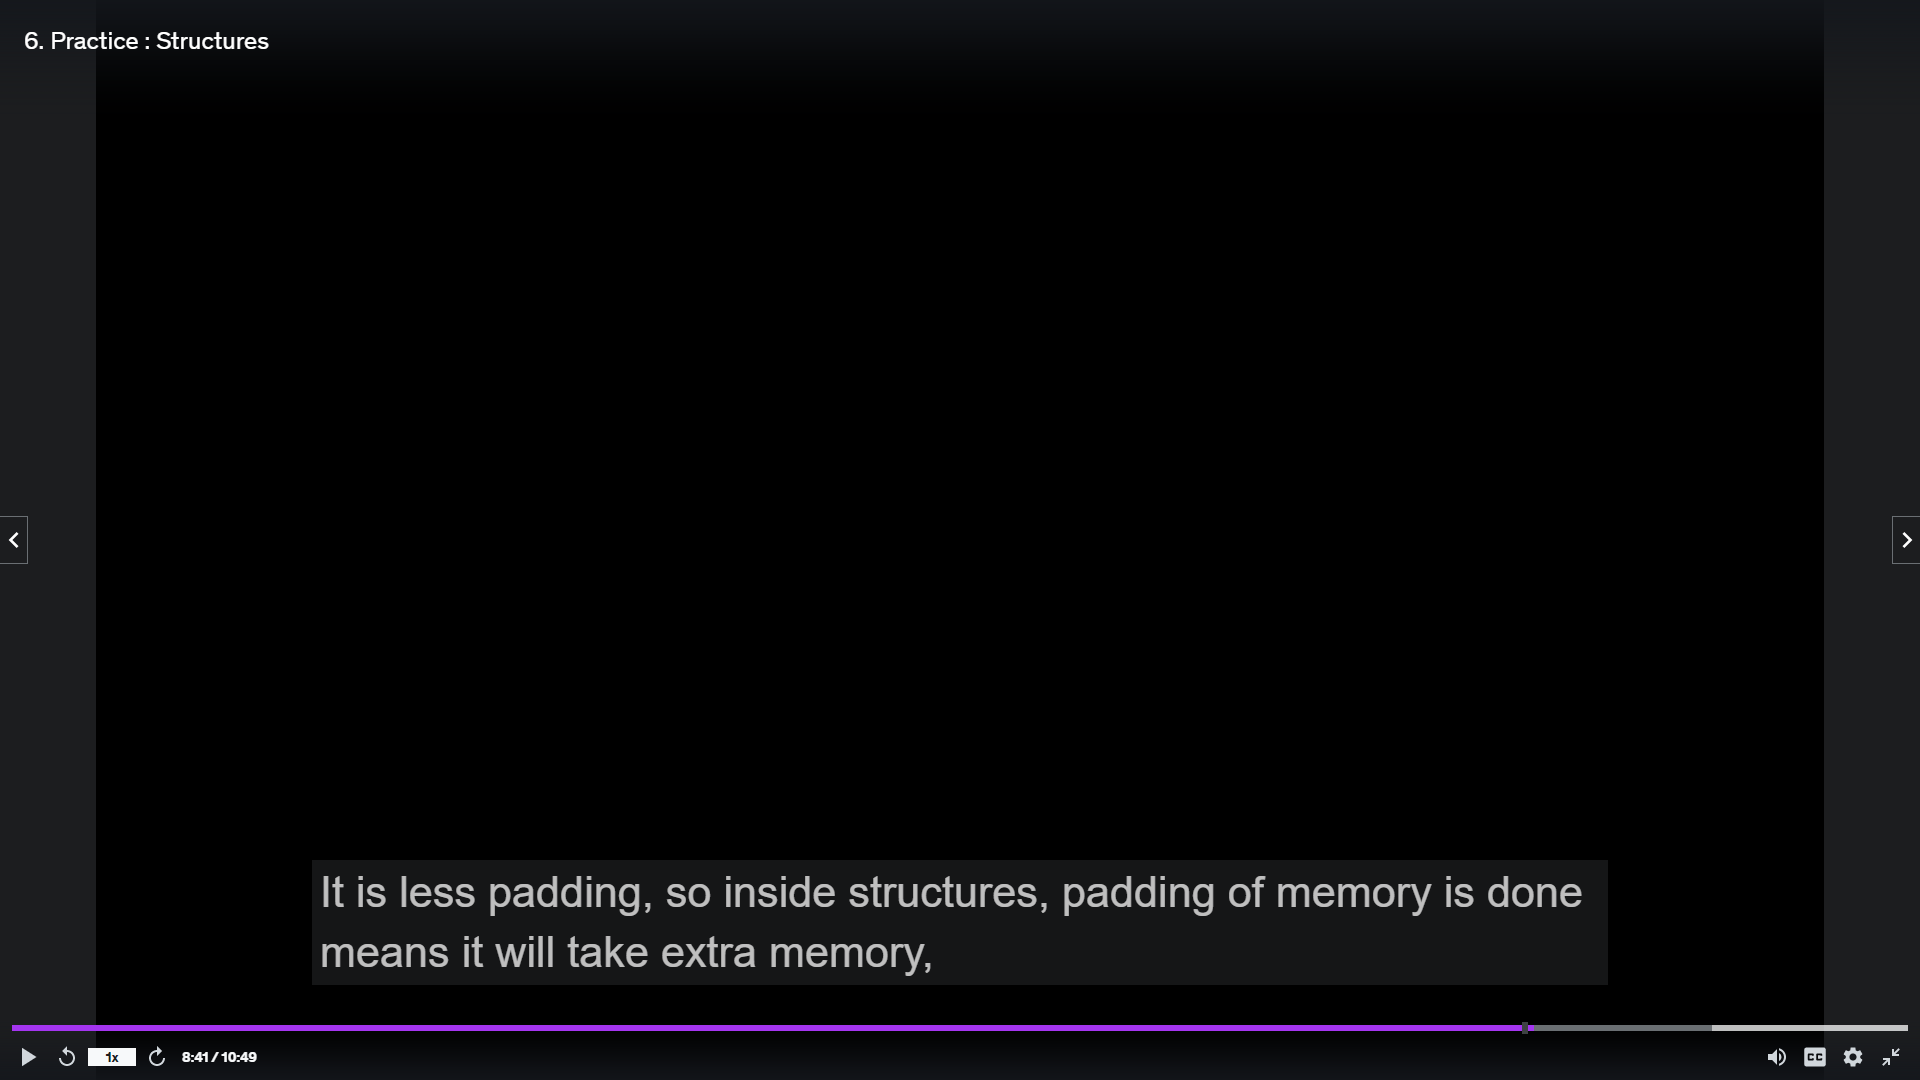 6. Practice : Structures
It is less padding, so inside structures, padding of memory is done
means it will take extra memory,
1x
8:41 / 10:49
CC